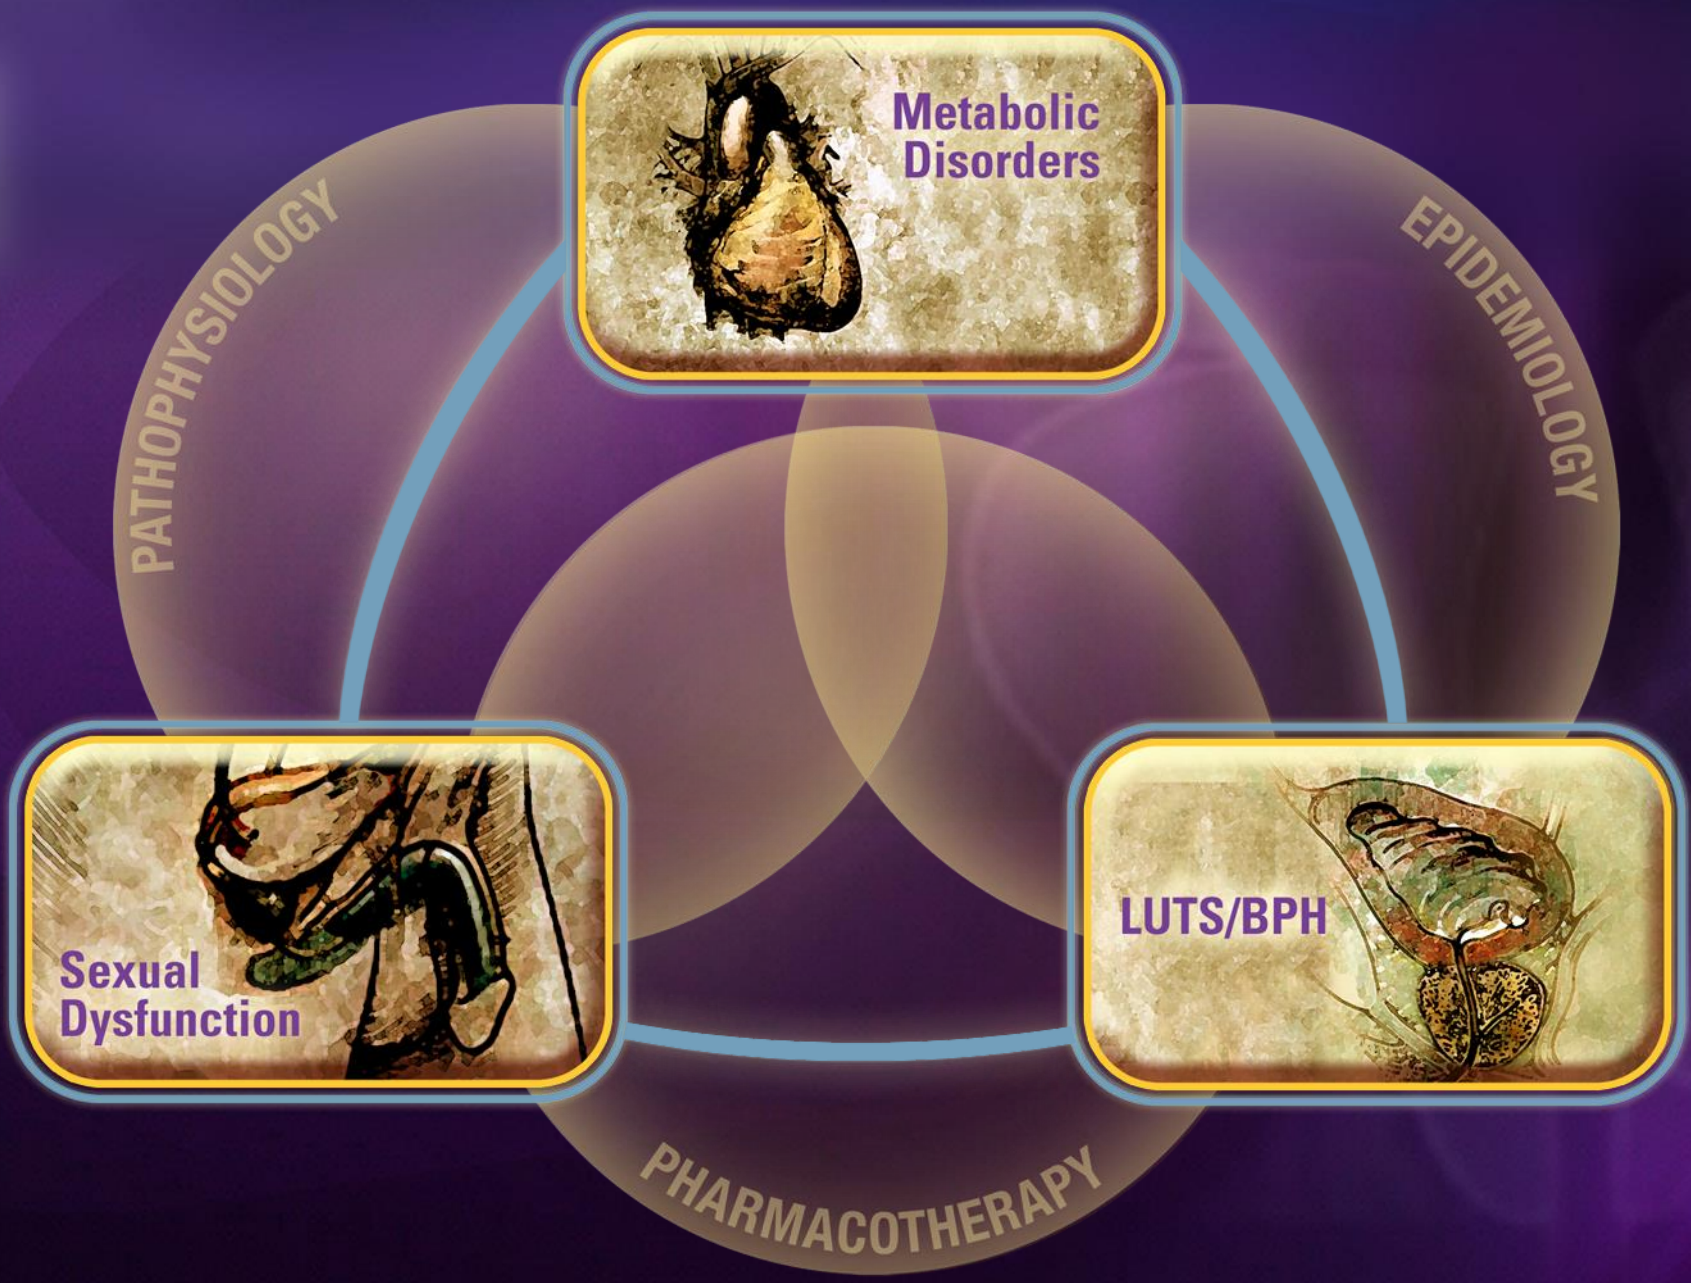 Metabolic
Disorders
PATHOPHYSIOLOGY
EPIDEMIOLOGY
Sexual
Dysfunction
LUTS/BPH
PHARMACOTHERAPY